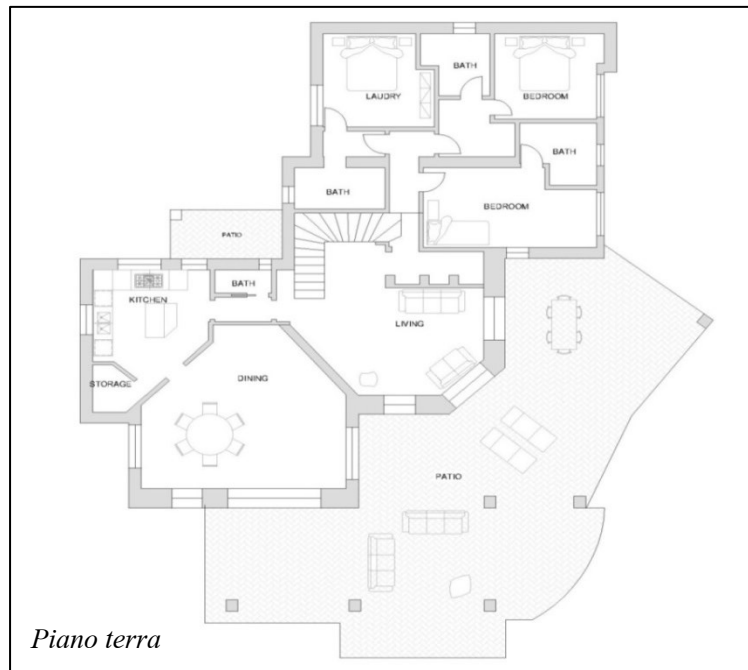 BATH
LAUDRY
BEDROOM
BATH
BATH
BEDROOM
PATIO
BATH
KITCHEN
LIVING
STORAGE
DINING
PATIO
Piano terra